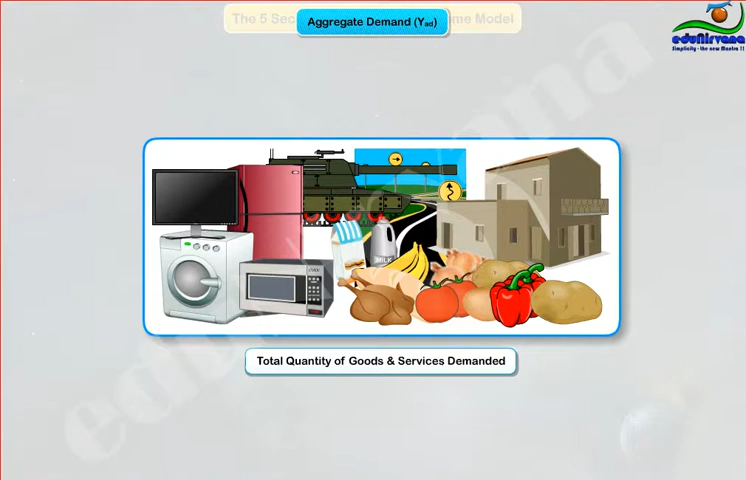 The 5 Sec
ome Model
Aggregate Demand (Yad)
eduNirvana
Simplicity - the new Mantra !!
MILK
Total Quantity of Goods & Services Demanded